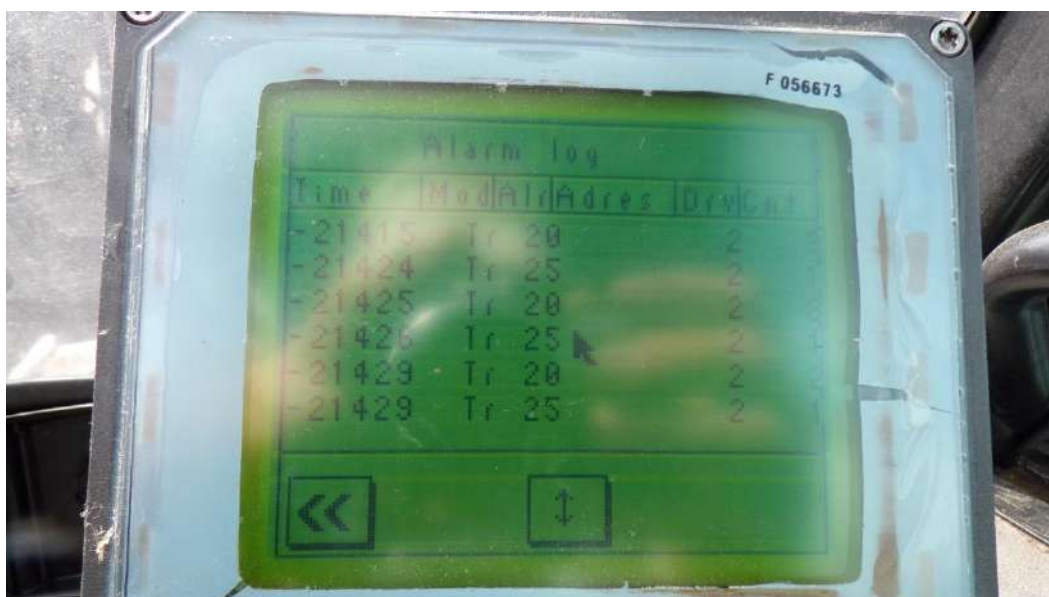 F 056673
Alarm log
Time Mod Alr Adres Drv Cnt
-21415 Tr 20 2
-21424 Tr 25 2
-21425 Tr 20 2
-21426 Tr 25 2
-21429 Tr 20 2
-21429 Tr 25 2